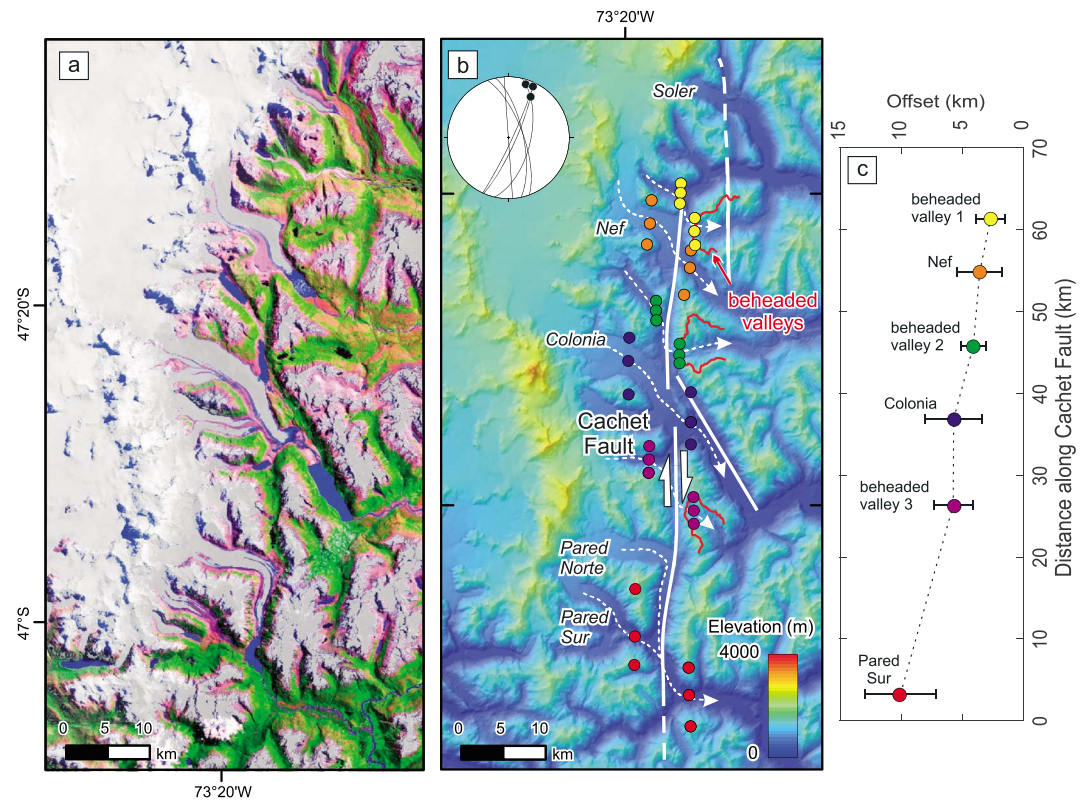 73°20'W
a
47°20'S
47°S
0 5 10
km
73°20'W
b
Soler
Nef
beheaded
valleys
Colonia
Cachet
Fault
Pared
Norte
Pared
Sur
Elevation (m)
4000
0
0 5 10
km
Offset (km)
15 10 5 0
c
70
60
50
40
30
20
10
0
Distance along Cachet Fault (km)
beheaded
valley 1
Nef
beheaded
valley 2
Colonia
beheaded
valley 3
Pared
Sur